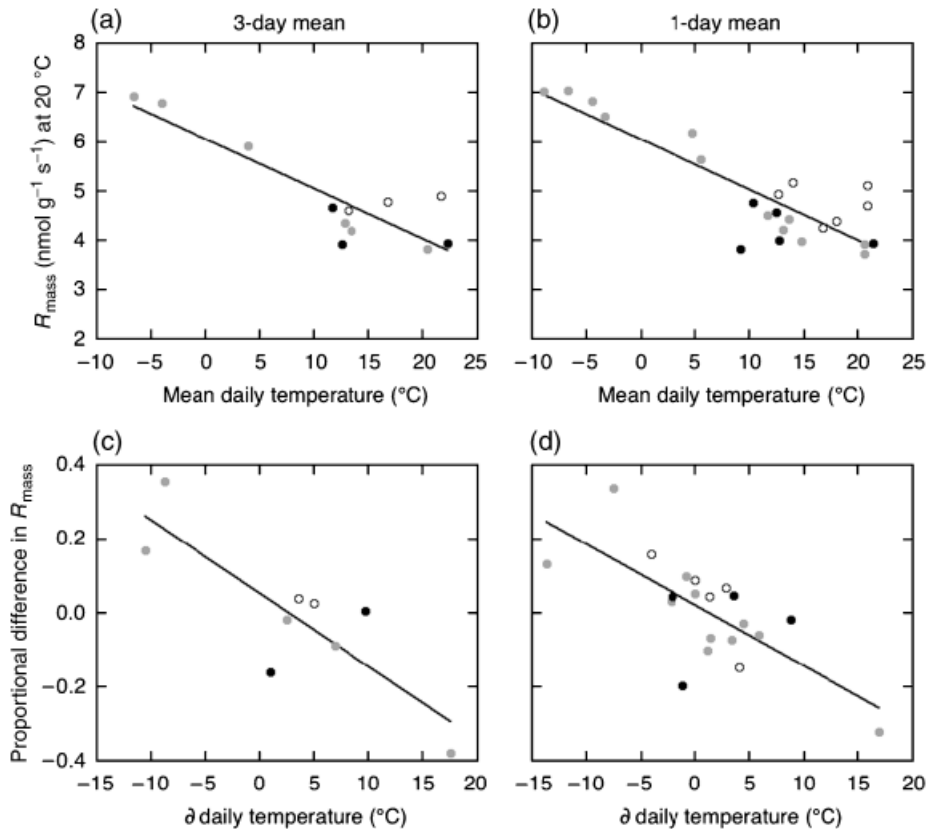 (a) 3-day mean
(b) 1-day mean
R_mass (nmol g⁻¹ s⁻¹) at 20 °C
8
7
6
5
4
3
2
−10 −5 0 5 10 15 20 25
−10 −5 0 5 10 15 20 25
Mean daily temperature (°C)
Mean daily temperature (°C)
(c)
(d)
Proportional difference in R_mass
0.4
0.2
0.0
−0.2
−0.4
−15 −10 −5 0 5 10 15 20
−15 −10 −5 0 5 10 15 20
∂ daily temperature (°C)
∂ daily temperature (°C)